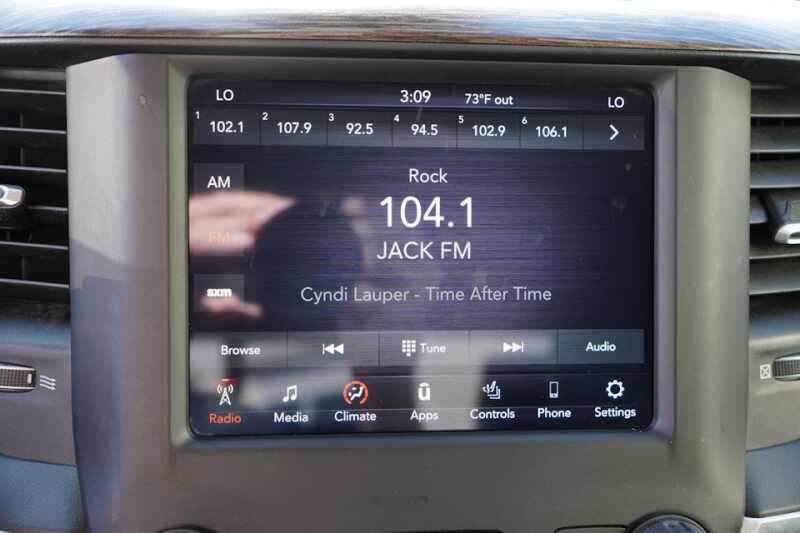 LO 3:09 73°F out LO
1 102.1 2 107.9 3 92.5 4 94.5 5 102.9 6 106.1
AM
Rock
104.1
FM
JACK FM
sxm
Cyndi Lauper - Time After Time
Browse Tune Audio
Radio Media Climate Apps Controls Phone Settings